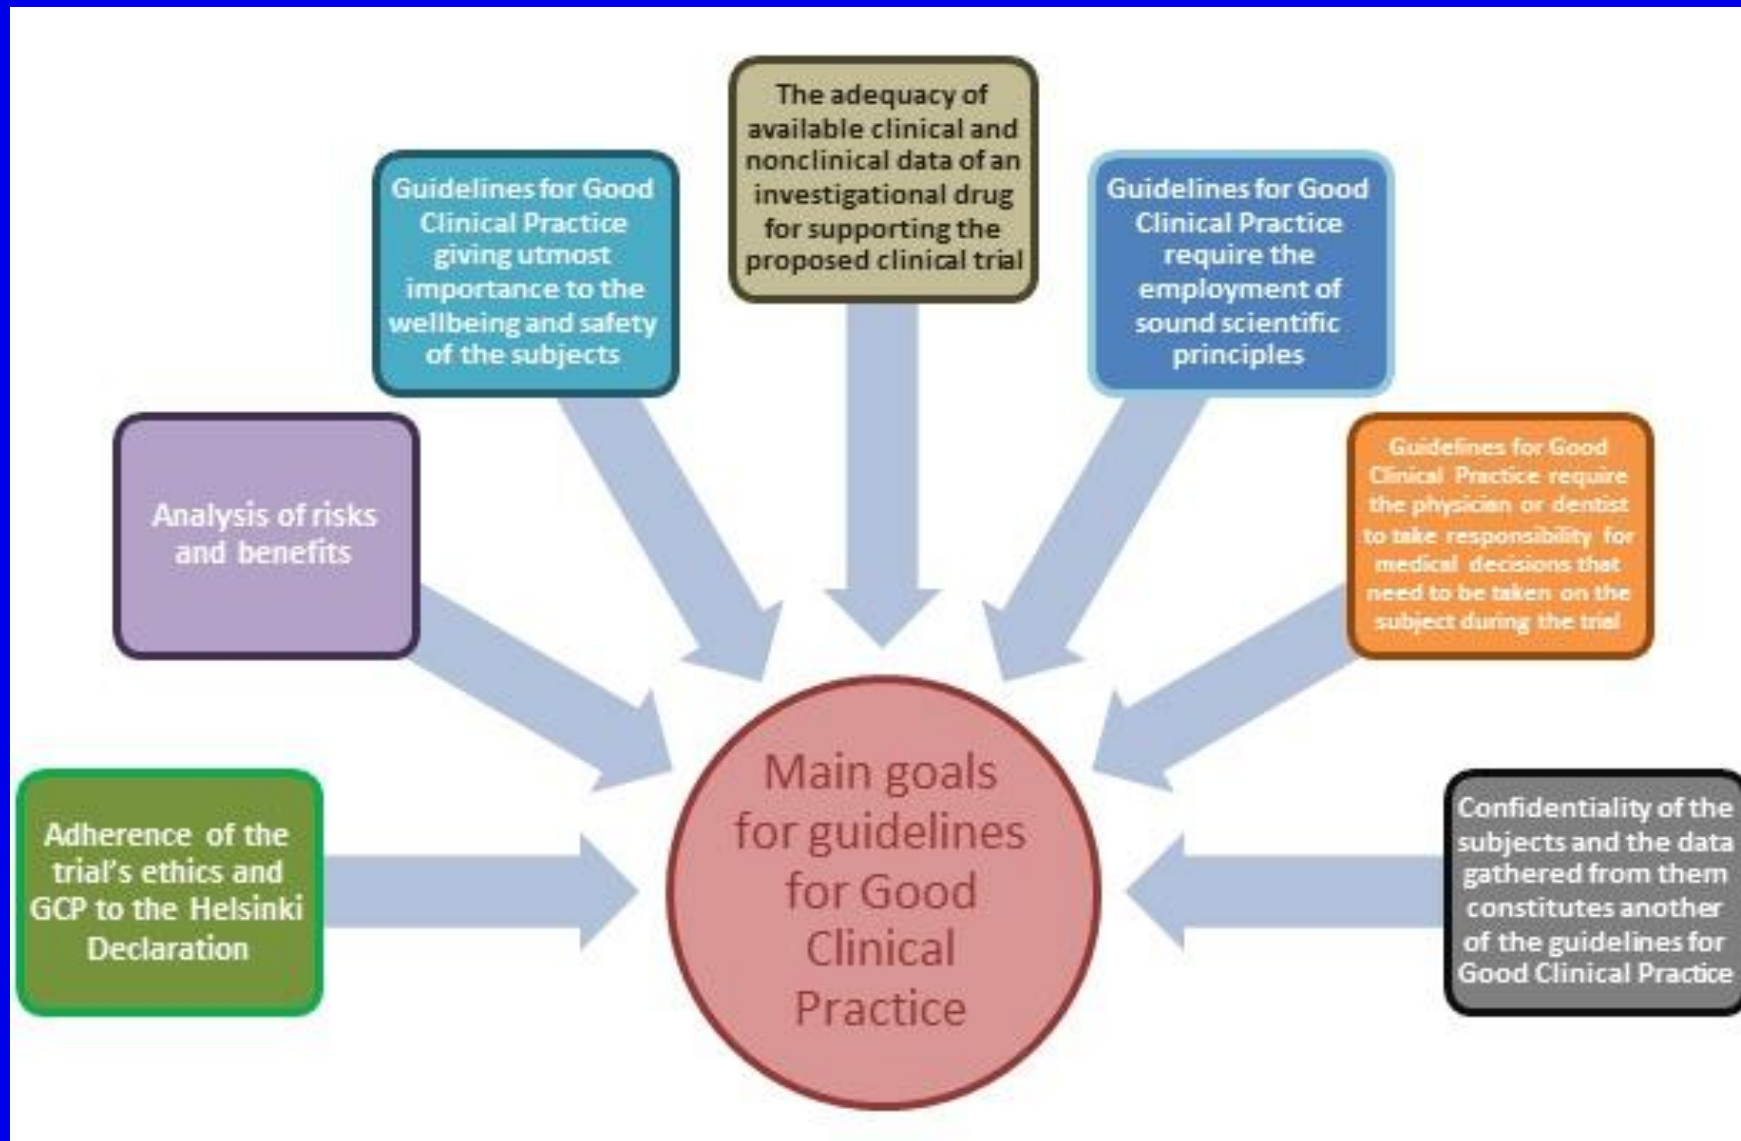 The adequacy of
available clinical and
nonclinical data of an
investigational drug
for supporting the
proposed clinical trial
Guidelines for Good
Clinical Practice
giving utmost
importance to the
wellbeing and safety
of the subjects
Guidelines for Good
Clinical Practice
require the
employment of
sound scientific
principles
Analysis of risks
and benefits
Guidelines for Good
Clinical Practice require
the physician or dentist
to take responsibility for
medical decisions that
need to be taken on the
subject during the trial
Adherence of the
trial's ethics and
GCP to the Helsinki
Declaration
Main goals
for guidelines
for Good
Clinical
Practice
Confidentiality of the
subjects and the data
gathered from them
constitutes another
of the guidelines for
Good Clinical Practice